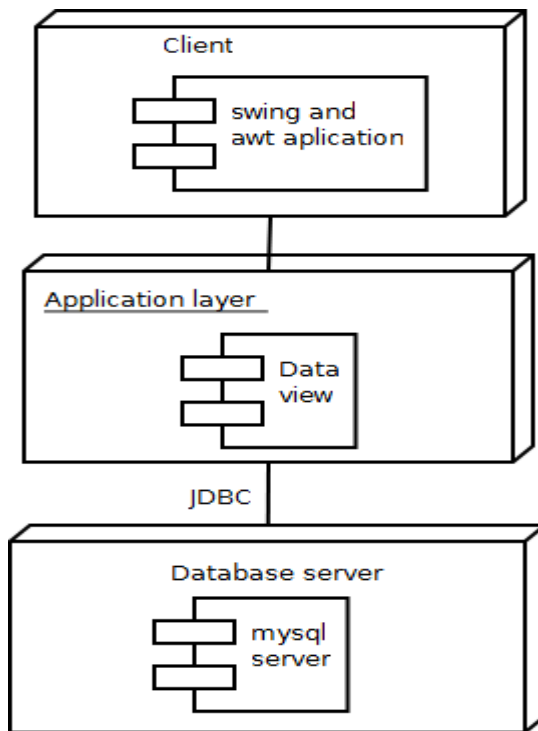 Client
swing and
awt aplication
Application layer
Data
view
JDBC
Database server
mysql
server